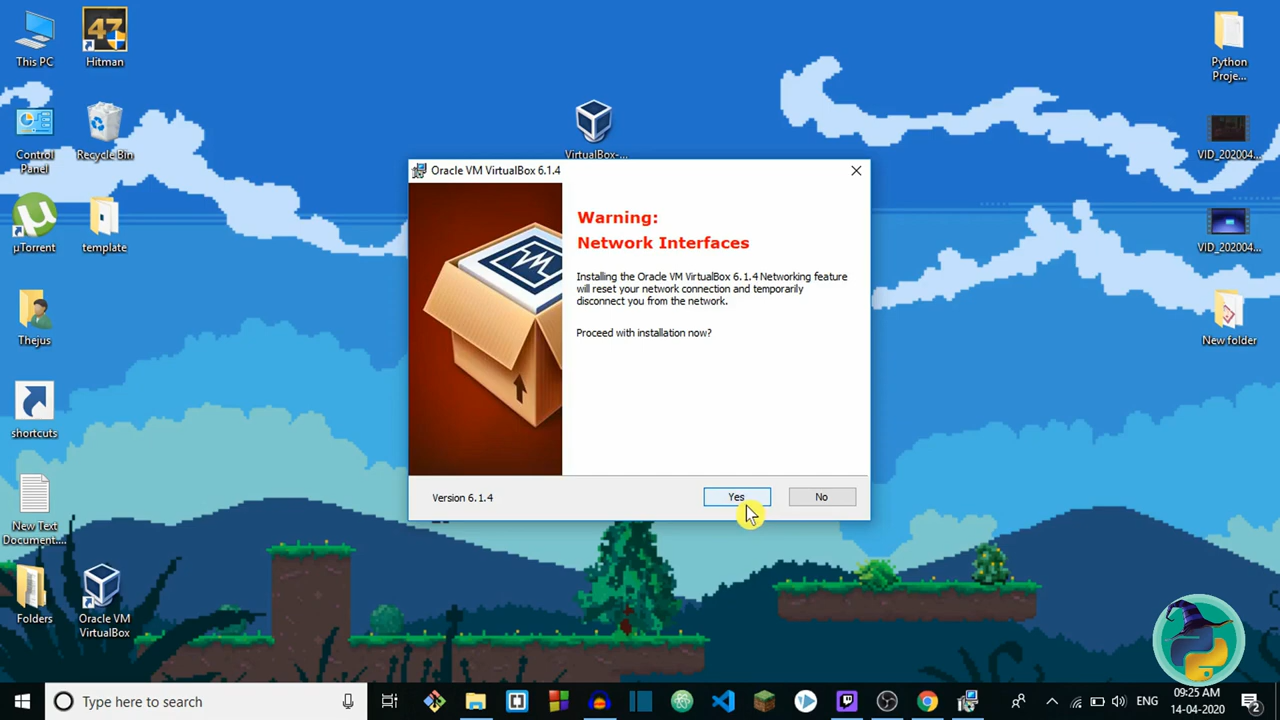 This PC
47
Hitman
Control
Panel
Recycle Bin
µTorrent
template
Thejus
shortcuts
New Text
Document....
Folders
Oracle VM
VirtualBox
VirtualBox-...
Oracle VM VirtualBox 6.1.4
Warning:
Network Interfaces
Installing the Oracle VM VirtualBox 6.1.4 Networking feature
will reset your network connection and temporarily
disconnect you from the network.
Proceed with installation now?
Version 6.1.4
Yes
No
Python
Proje...
VID_202004...
VID_202004...
New folder
Type here to search
ENG
09:25 AM
14-04-2020
2